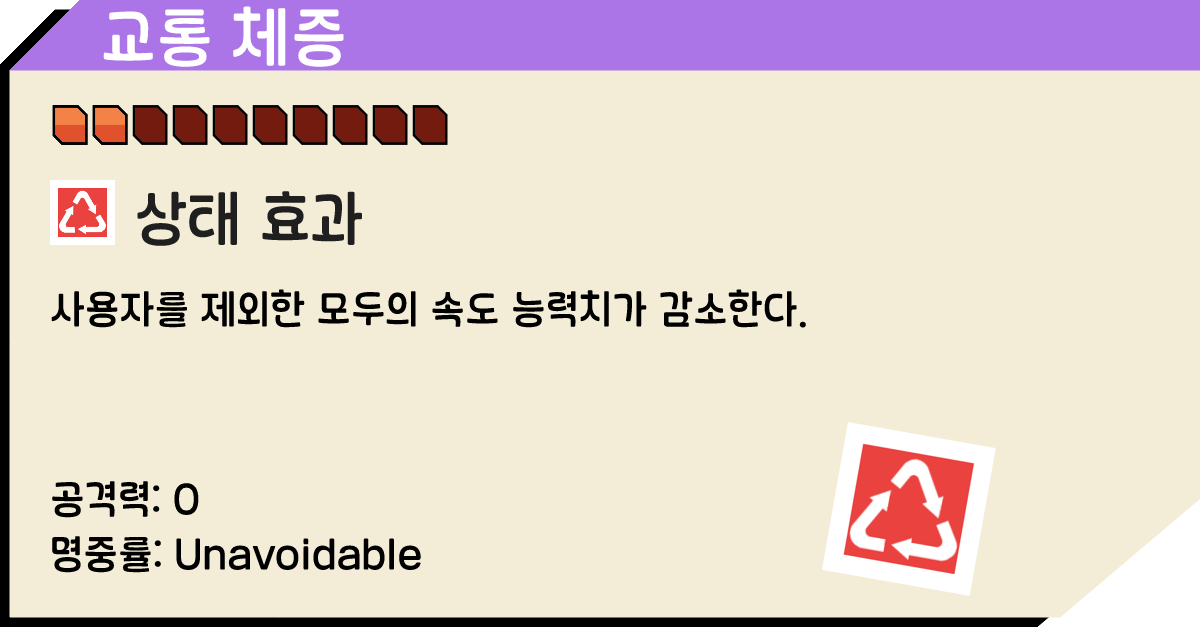 교통 체증
상태 효과
사용자를 제외한 모두의 속도 능력치가 감소한다.
공격력: 0
명중률: Unavoidable